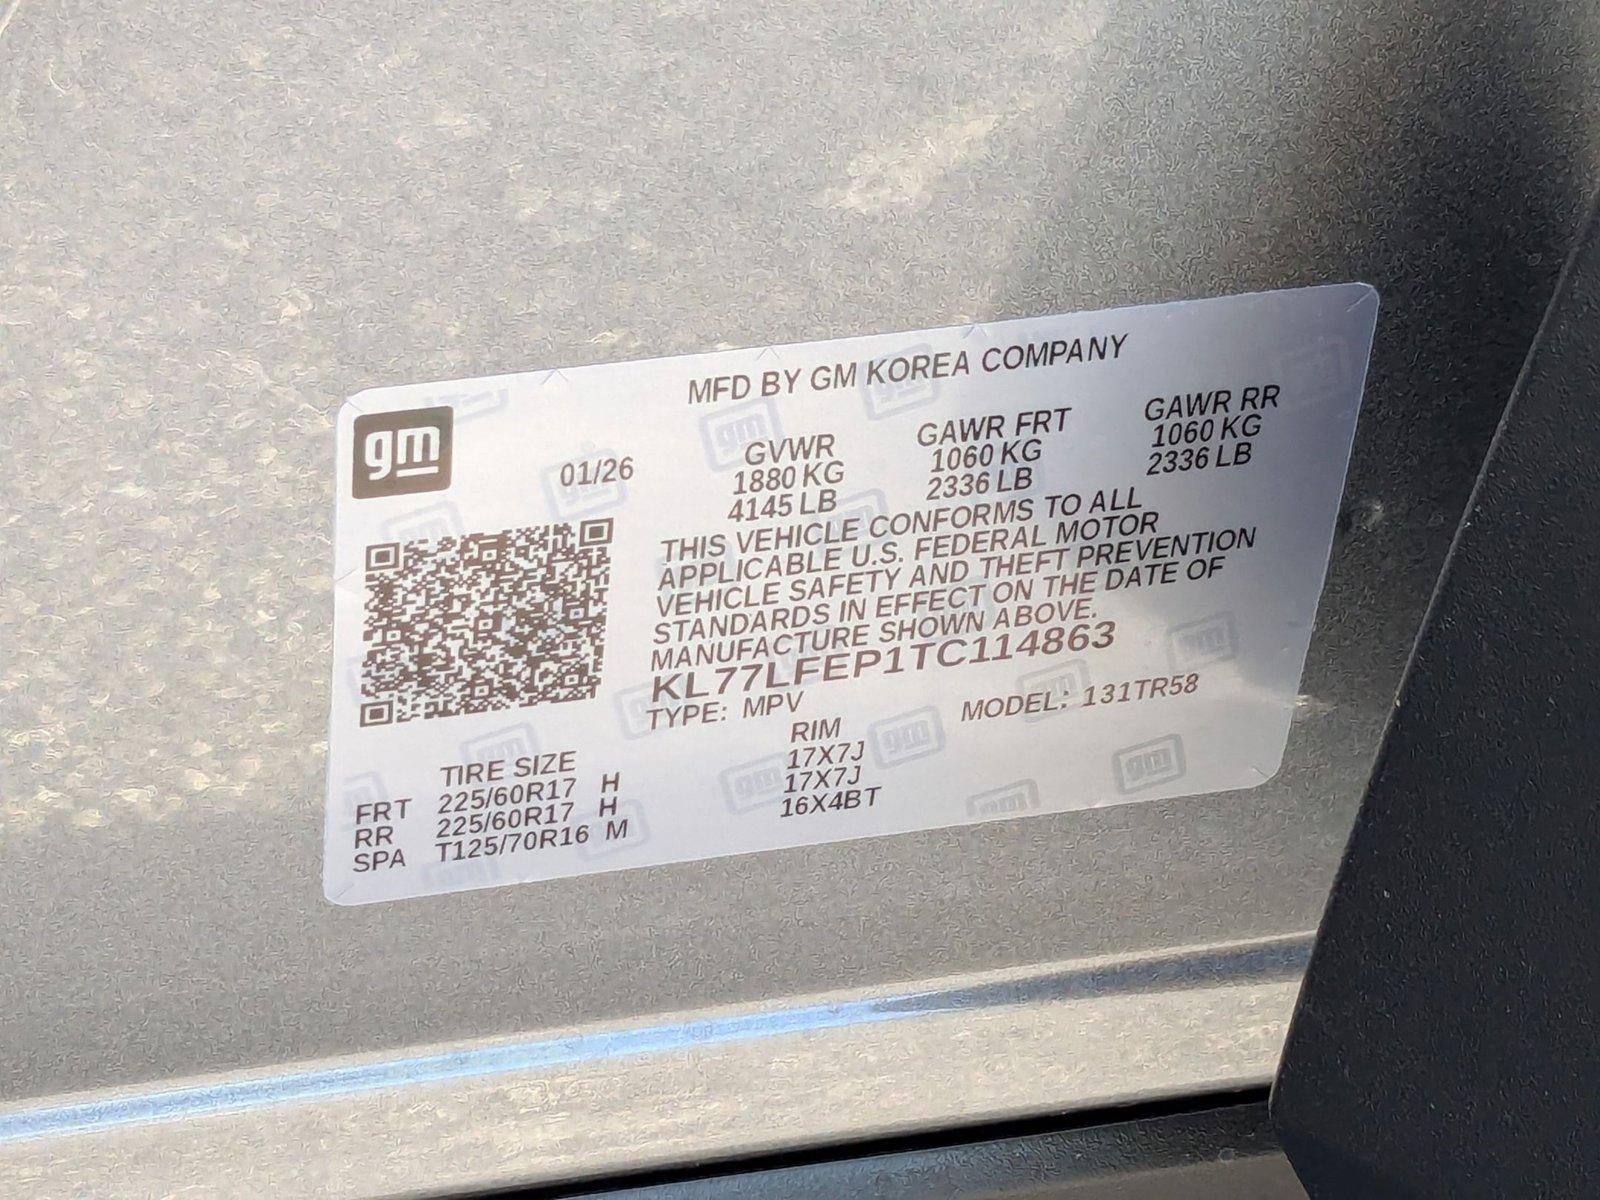 MFD BY GM KOREA COMPANY
gm
01/26
GVWR
1880 KG
4145 LB
GAWR FRT
1060 KG
2336 LB
GAWR RR
1060 KG
2336 LB
THIS VEHICLE CONFORMS TO ALL
APPLICABLE U.S. FEDERAL MOTOR
VEHICLE SAFETY AND THEFT PREVENTION
STANDARDS IN EFFECT ON THE DATE OF
MANUFACTURE SHOWN ABOVE.
KL77LFEP1TC114863
TYPE: MPV
MODEL: 131TR58
TIRE SIZE
RIM
FRT 225/60R17 H 17X7J
RR 225/60R17 H 17X7J
SPA T125/70R16 M 16X4BT